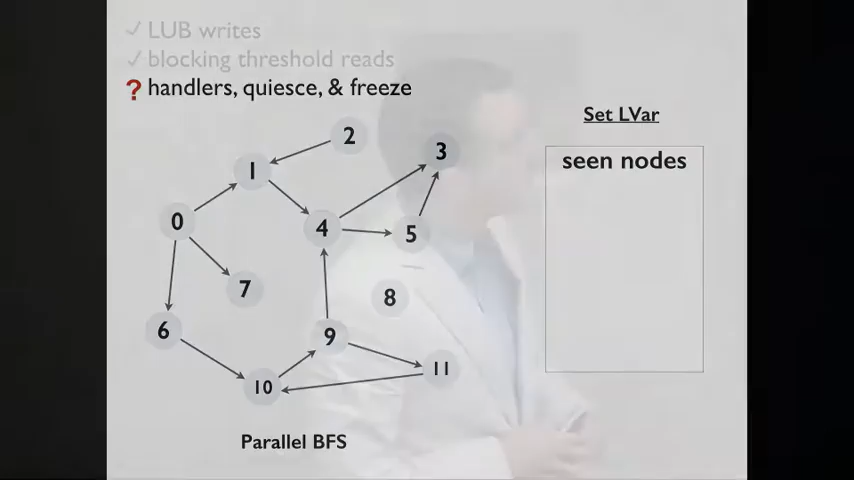 ✓ LUB writes
✓ blocking threshold reads
? handlers, quiesce, & freeze
Set LVar
seen nodes
2
3
1
0
4
5
7
8
6
9
11
10
Parallel BFS